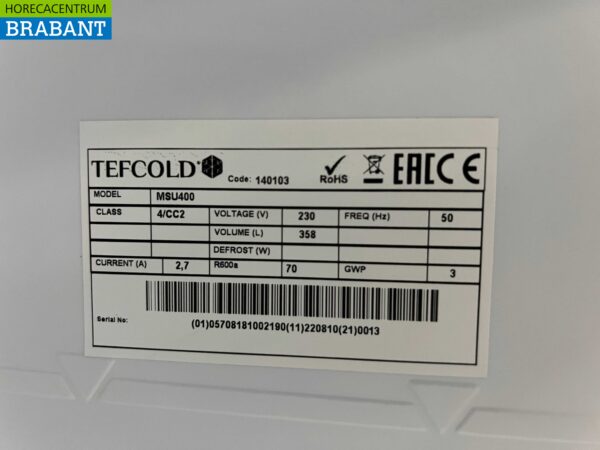 HORECACENTRUM
BRABANT
TEFCOLD Code: 140103 RoHS EAC CE
MODEL MSU400
CLASS 4/CC2 VOLTAGE (V) 230 FREQ (Hz) 50
VOLUME (L) 358
DEFROST (W)
CURRENT (A) 2,7 R600a 70 GWP 3
Serial No:
(01)05708181002190(11)220810(21)0013